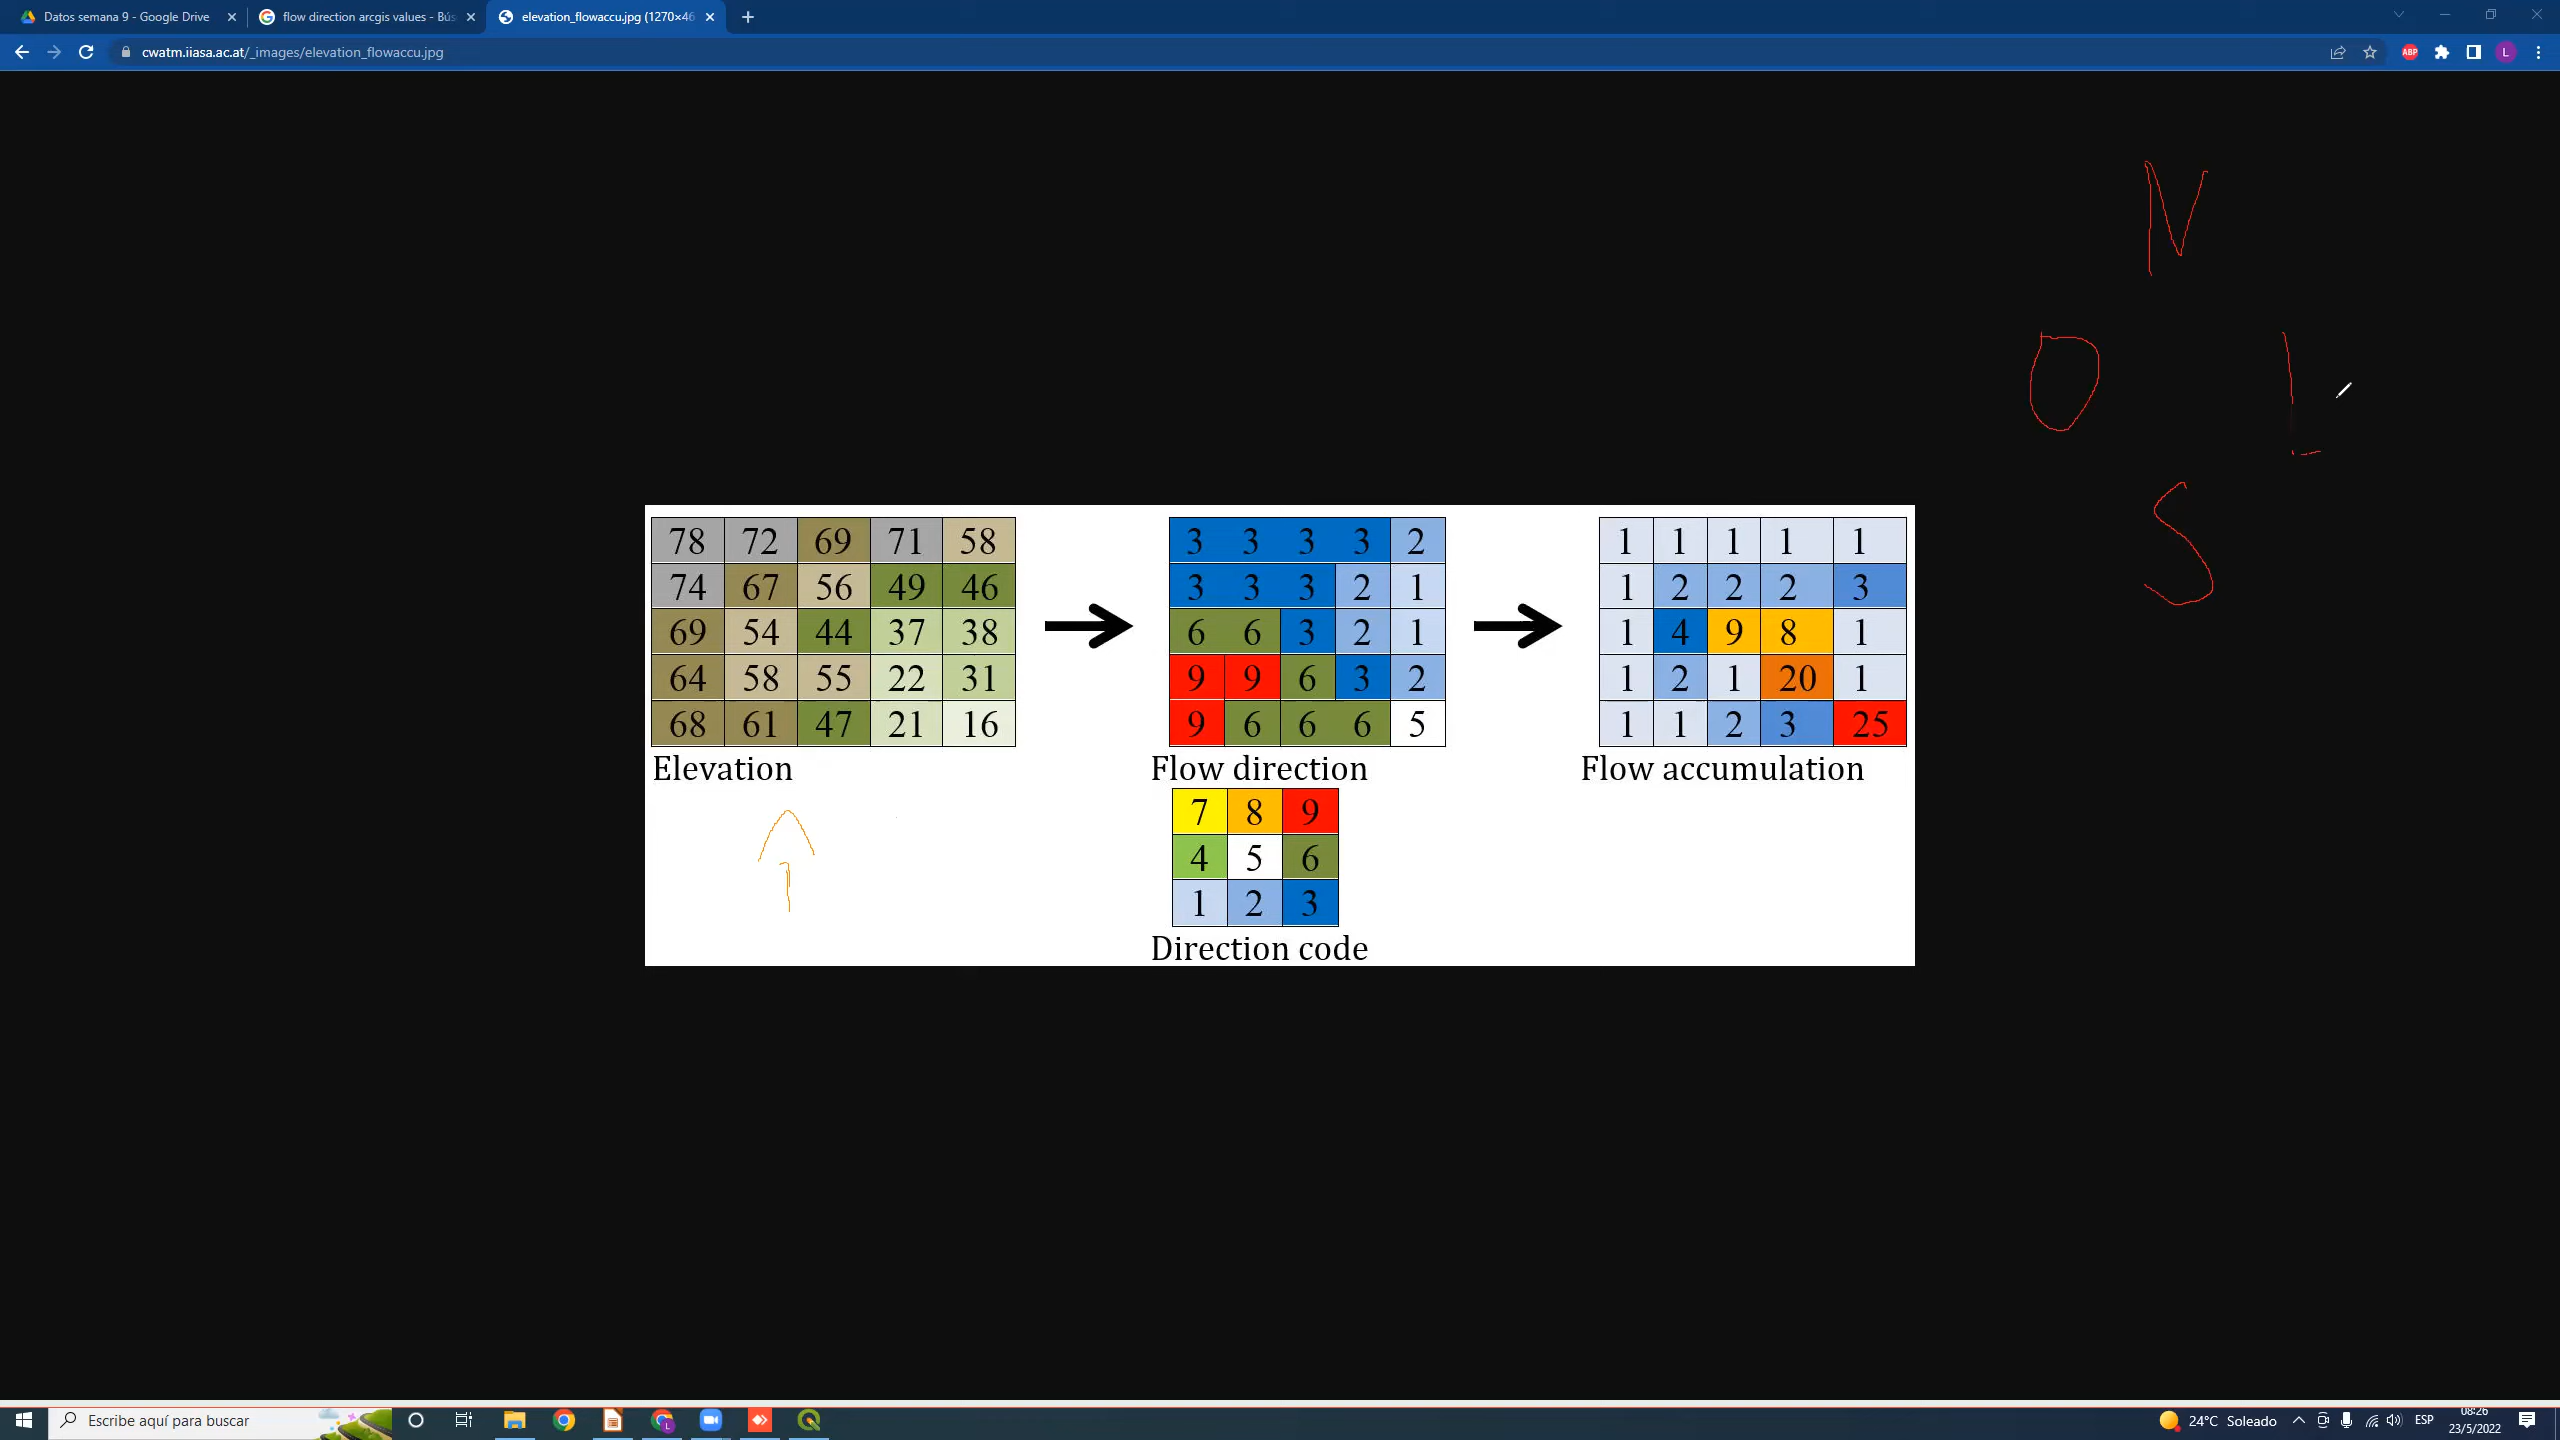 Datos semana 9 - Google Drive
flow direction arcgis values - Bús
elevation_flowaccu.jpg (1270×46
cwatm.iiasa.ac.at/_images/elevation_flowaccu.jpg
ABP
L
N
O L
S
78 72 69 71 58
74 67 56 49 46
69 54 44 37 38
64 58 55 22 31
68 61 47 21 16
Elevation
3 3 3 3 2
3 3 3 2 1
6 6 3 2 1
9 9 6 3 2
9 6 6 6 5
Flow direction
1 1 1 1 1
1 2 2 2 3
1 4 9 8 1
1 2 1 20 1
1 1 2 3 25
Flow accumulation
7 8 9
4 5 6
1 2 3
Direction code
Escribe aquí para buscar
24°C Soleado
ESP
08:26
23/5/2022